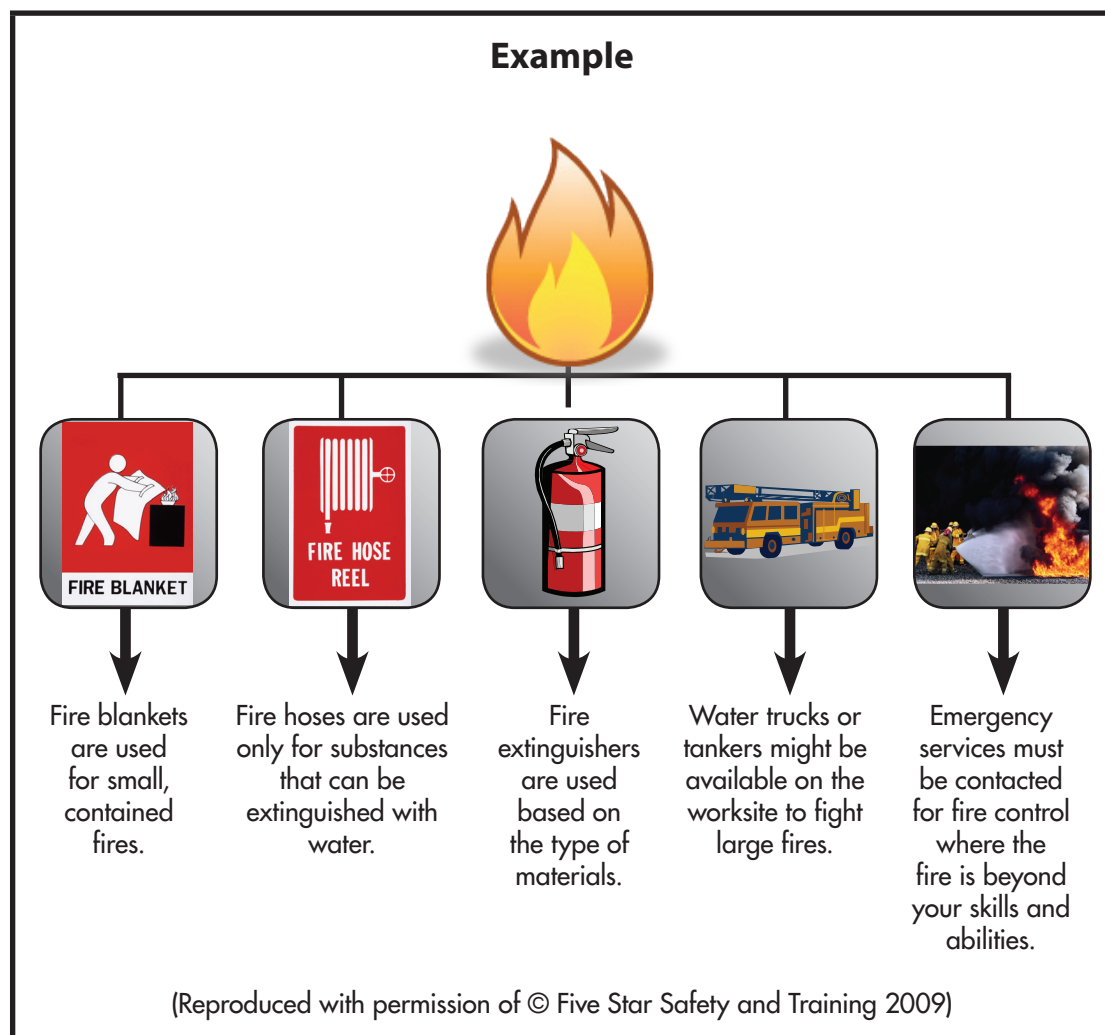 Example
FIRE BLANKET
FIRE HOSE
REEL
Fire blankets
are used
for small,
contained
fires.
Fire hoses are used
only for substances
that can be
extinguished with
water.
Fire
extinguishers
are used
based on
the type of
materials.
Water trucks or
tankers might be
available on the
worksite to fight
large fires.
Emergency
services must
be contacted
for fire control
where the
fire is beyond
your skills and
abilities.
(Reproduced with permission of © Five Star Safety and Training 2009)